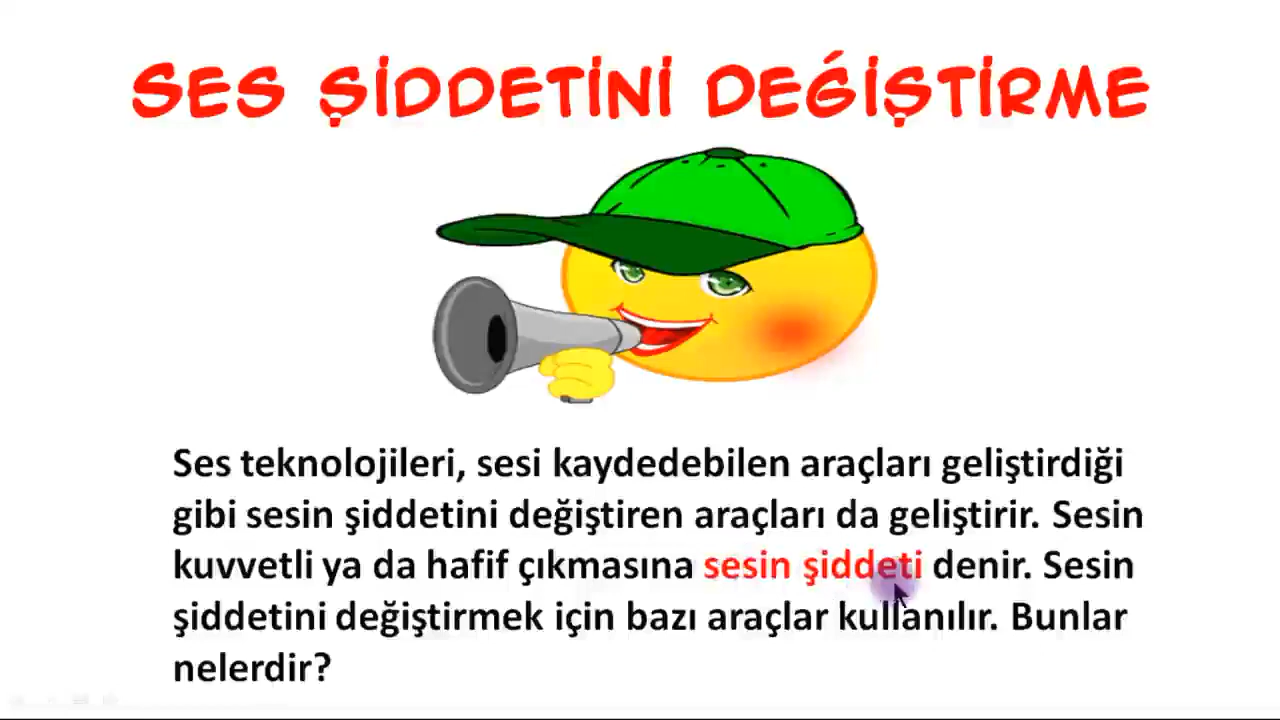 SES ŞİDDETİNİ DEĞİŞTİRME
Ses teknolojileri, sesi kaydedebilen araçları geliştirdiği
gibi sesin şiddetini değiştiren araçları da geliştirir. Sesin
kuvvetli ya da hafif çıkmasına sesin şiddeti denir. Sesin
şiddetini değiştirmek için bazı araçlar kullanılır. Bunlar
nelerdir?